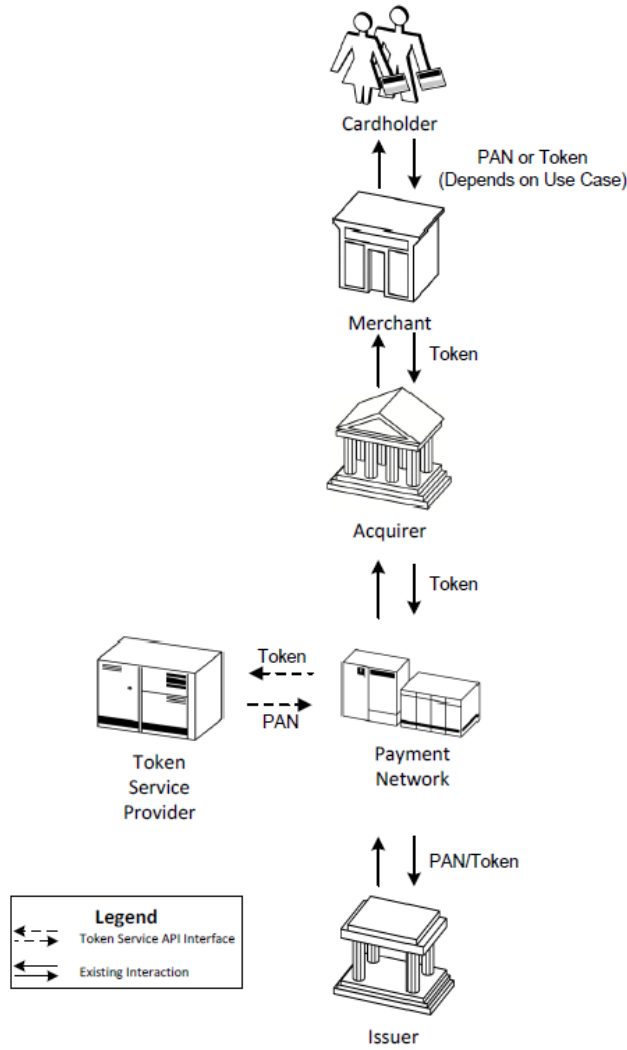 Cardholder
PAN or Token
(Depends on Use Case)
Merchant
Token
Acquirer
Token
Token
PAN
Token
Service
Provider
Payment
Network
PAN/Token
Legend
Token Service API Interface
Existing Interaction
Issuer